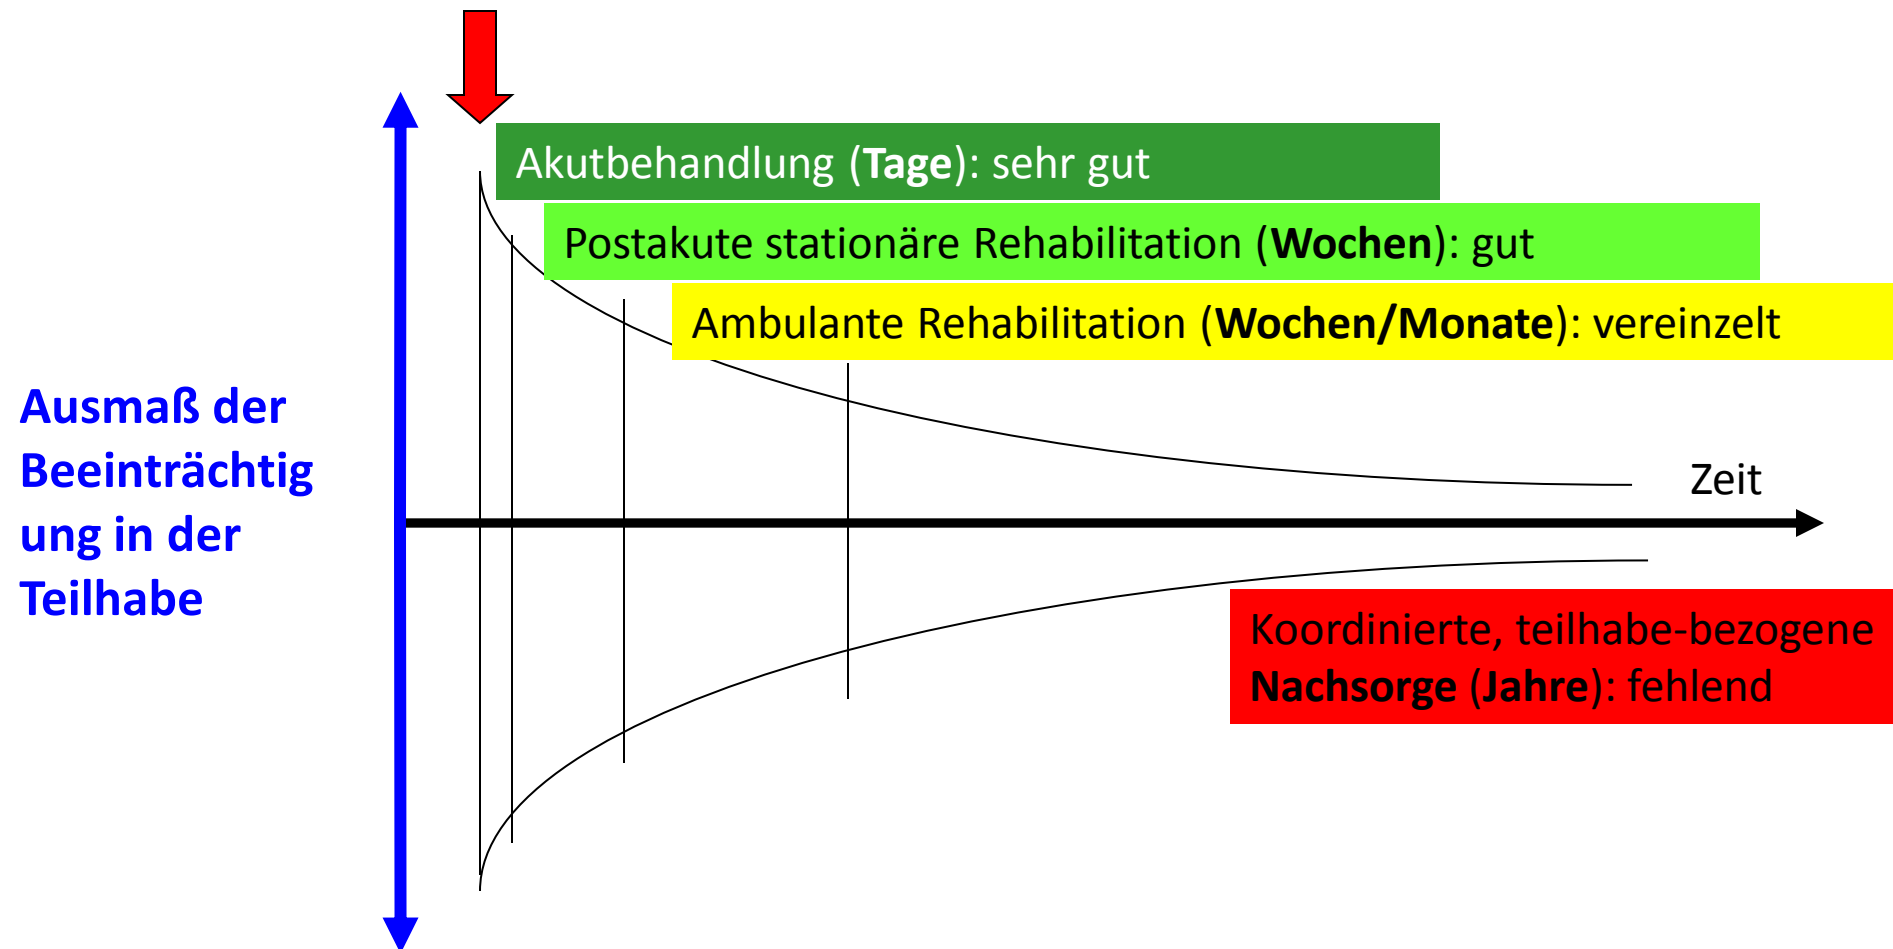 Akutbehandlung (Tage): sehr gut
Postakute stationäre Rehabilitation (Wochen): gut
Ambulante Rehabilitation (Wochen/Monate): vereinzelt
Ausmaß der
Beeinträchtig
ung in der
Teilhabe
Zeit
Koordinierte, teilhabe-bezogene
Nachsorge (Jahre): fehlend